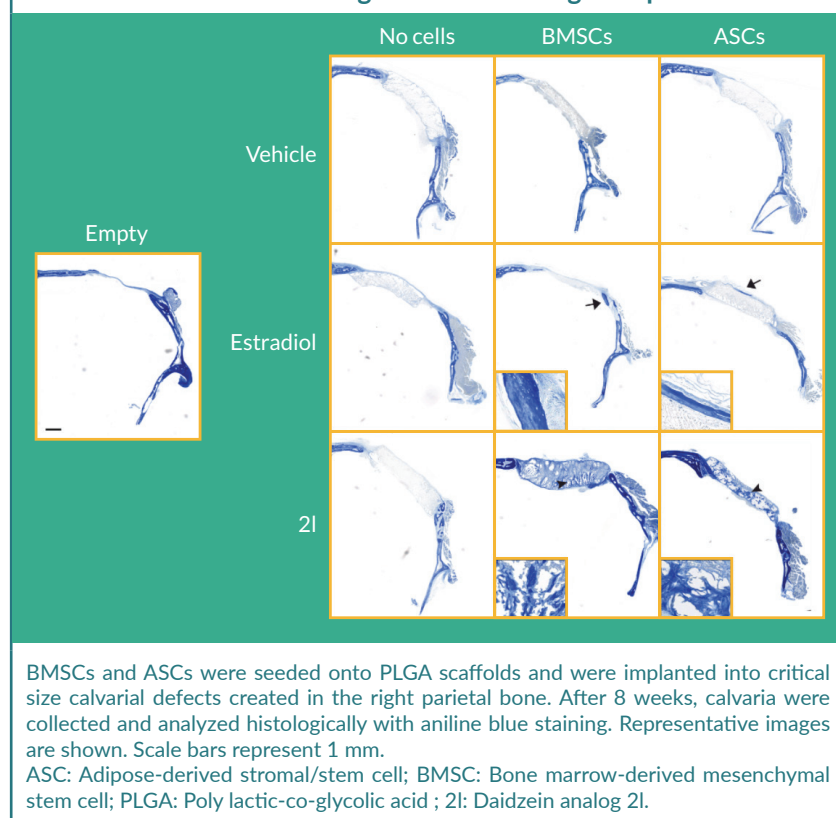 No cells BMSCs ASCs
Vehicle
Empty
Estradiol
2l
BMSCs and ASCs were seeded onto PLGA scaffolds and were implanted into critical
size calvarial defects created in the right parietal bone. After 8 weeks, calvaria were
collected and analyzed histologically with aniline blue staining. Representative images
are shown. Scale bars represent 1 mm.
ASC: Adipose-derived stromal/stem cell; BMSC: Bone marrow-derived mesenchymal
stem cell; PLGA: Poly lactic-co-glycolic acid ; 2l: Daidzein analog 2l.